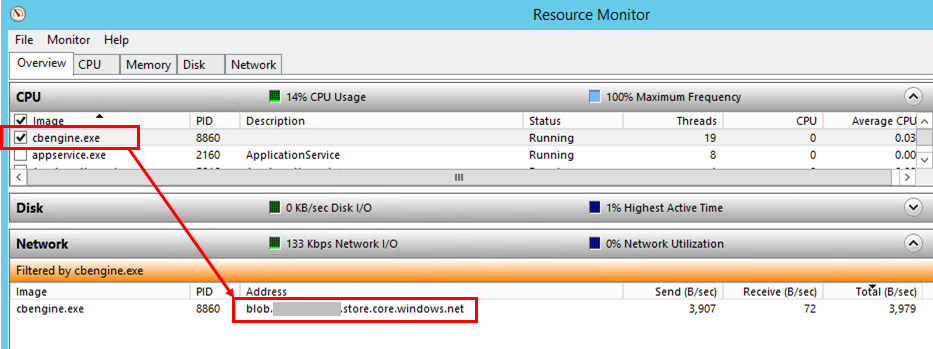 Resource Monitor
File Monitor Help
Overview CPU Memory Disk Network
CPU 14% CPU Usage 100% Maximum Frequency
Image PID Description Status Threads CPU Average CPU
cbengine.exe 8860 Running 19 0 0.03
appservice.exe 2160 ApplicationService Running 8 0 0.00
Disk 0 KB/sec Disk I/O 1% Highest Active Time
Network 133 Kbps Network I/O 0% Network Utilization
Filtered by cbengine.exe
Image PID Address Send (B/sec) Receive (B/sec) Total (B/sec)
cbengine.exe 8860 blob. .store.core.windows.net 3,907 72 3,979